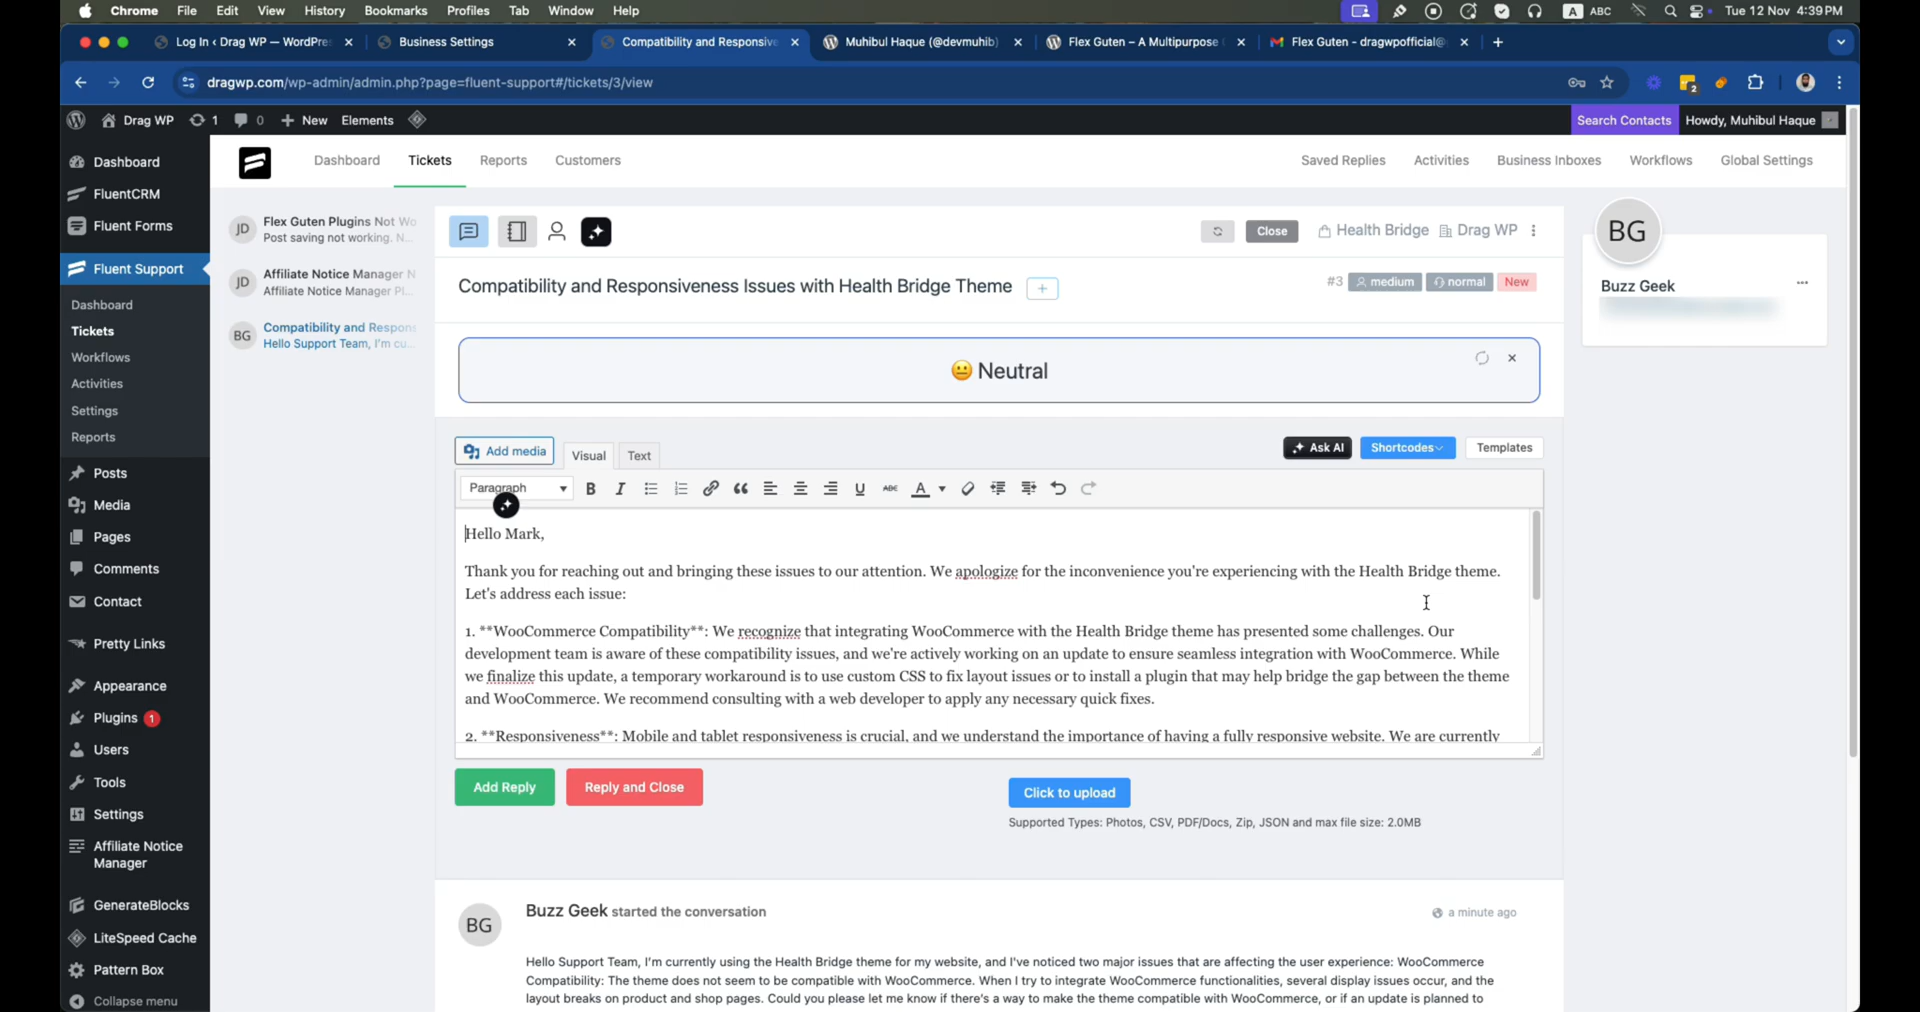 Chrome File Edit View History Bookmarks Profiles Tab Window Help A ABC Tue 12 Nov 4:39 PM
Log In ‹ Drag WP — WordPre Business Settings Compatibility and Responsive Muhibul Haque (@devmuhib) Flex Guten – A Multipurpose Flex Guten - dragwpofficial@
dragwp.com/wp-admin/admin.php?page=fluent-support#/tickets/3/view 2
Drag WP 1 0 New Elements Search Contacts Howdy, Muhibul Haque
Dashboard
FluentCRM
Fluent Forms
Fluent Support
Dashboard
Tickets
Workflows
Activities
Settings
Reports
Posts
Media
Pages
Comments
Contact
Pretty Links
Appearance
Plugins 1
Users
Tools
Settings
Affiliate Notice
Manager
GenerateBlocks
LiteSpeed Cache
Pattern Box
Collapse menu
Dashboard Tickets Reports Customers Saved Replies Activities Business Inboxes Workflows Global Settings
JD
Flex Guten Plugins Not Wo
Post saving not working. N...
JD
Affiliate Notice Manager N
Affiliate Notice Manager Pl...
BG
Compatibility and Respons
Hello Support Team, I'm cu...
Close Health Bridge Drag WP
Compatibility and Responsiveness Issues with Health Bridge Theme + #3 medium normal New
😐 Neutral
BG
Buzz Geek
Add media Visual Text Ask AI Shortcodes Templates
Paragraph B I U ABC A
Hello Mark,
Thank you for reaching out and bringing these issues to our attention. We apologize for the inconvenience you're experiencing with the Health Bridge theme.
Let's address each issue:
1. **WooCommerce Compatibility**: We recognize that integrating WooCommerce with the Health Bridge theme has presented some challenges. Our
development team is aware of these compatibility issues, and we're actively working on an update to ensure seamless integration with WooCommerce. While
we finalize this update, a temporary workaround is to use custom CSS to fix layout issues or to install a plugin that may help bridge the gap between the theme
and WooCommerce. We recommend consulting with a web developer to apply any necessary quick fixes.
2. **Responsiveness**: Mobile and tablet responsiveness is crucial, and we understand the importance of having a fully responsive website. We are currently
Add Reply Reply and Close Click to upload
Supported Types: Photos, CSV, PDF/Docs, Zip, JSON and max file size: 2.0MB
BG
Buzz Geek started the conversation a minute ago
Hello Support Team, I'm currently using the Health Bridge theme for my website, and I've noticed two major issues that are affecting the user experience: WooCommerce
Compatibility: The theme does not seem to be compatible with WooCommerce. When I try to integrate WooCommerce functionalities, several display issues occur, and the
layout breaks on product and shop pages. Could you please let me know if there's a way to make the theme compatible with WooCommerce, or if an update is planned to